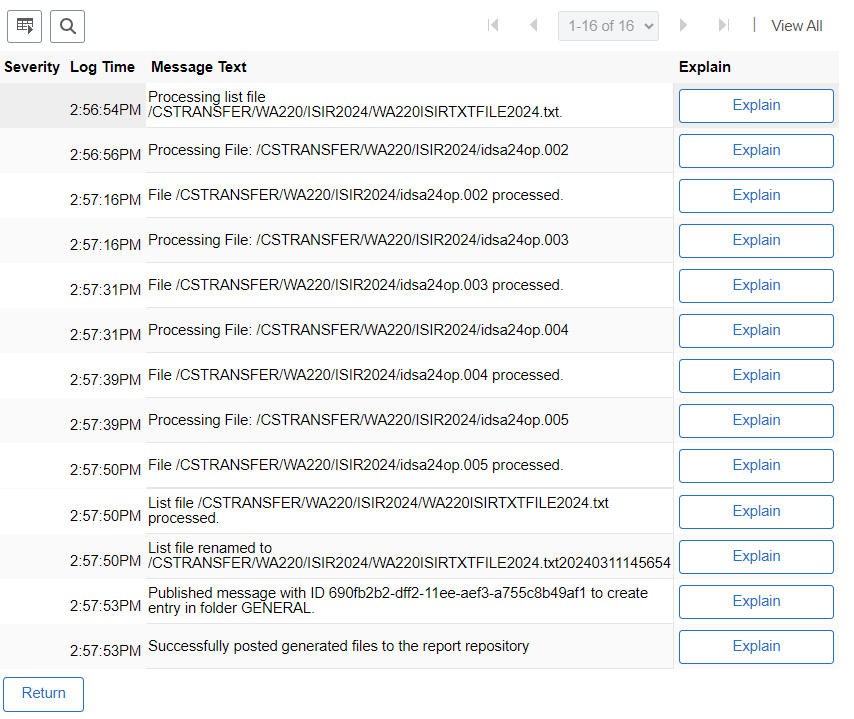 1-16 of 16
| View All
Severity Log Time Message Text Explain
2:56:54PM Processing list file
/CSTRANSFER/WA220/ISIR2024/WA220ISIRTXTFILE2024.txt. Explain
2:56:56PM Processing File: /CSTRANSFER/WA220/ISIR2024/idsa24op.002 Explain
2:57:16PM File /CSTRANSFER/WA220/ISIR2024/idsa24op.002 processed. Explain
2:57:16PM Processing File: /CSTRANSFER/WA220/ISIR2024/idsa24op.003 Explain
2:57:31PM File /CSTRANSFER/WA220/ISIR2024/idsa24op.003 processed. Explain
2:57:31PM Processing File: /CSTRANSFER/WA220/ISIR2024/idsa24op.004 Explain
2:57:39PM File /CSTRANSFER/WA220/ISIR2024/idsa24op.004 processed. Explain
2:57:39PM Processing File: /CSTRANSFER/WA220/ISIR2024/idsa24op.005 Explain
2:57:50PM File /CSTRANSFER/WA220/ISIR2024/idsa24op.005 processed. Explain
2:57:50PM List file /CSTRANSFER/WA220/ISIR2024/WA220ISIRTXTFILE2024.txt
processed. Explain
2:57:50PM List file renamed to
/CSTRANSFER/WA220/ISIR2024/WA220ISIRTXTFILE2024.txt20240311145654 Explain
2:57:53PM Published message with ID 690fb2b2-dff2-11ee-aef3-a755c8b49af1 to create
entry in folder GENERAL. Explain
2:57:53PM Successfully posted generated files to the report repository Explain
Return